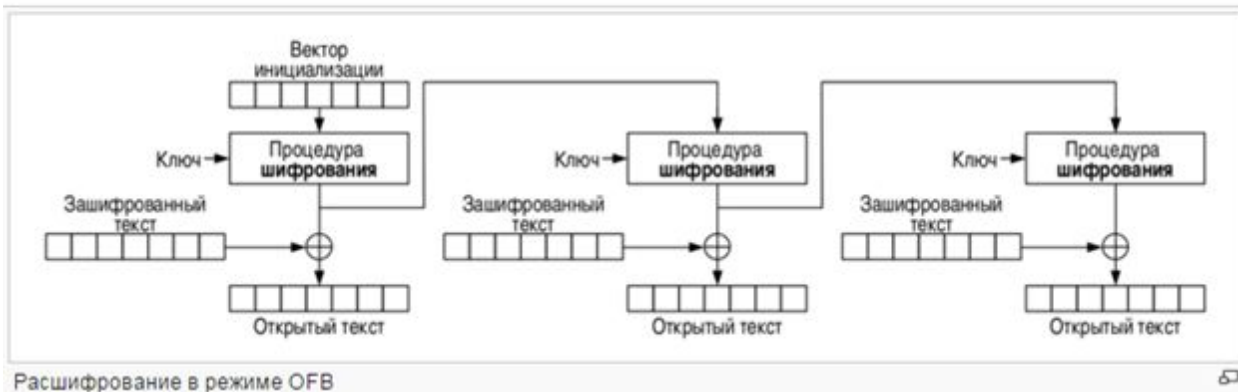 Вектор
инициализации
Ключ
Процедура
шифрования
Ключ
Процедура
шифрования
Ключ
Процедура
шифрования
Зашифрованный
текст
Зашифрованный
текст
Зашифрованный
текст
Открытый текст
Открытый текст
Открытый текст
Расшифрование в режиме OFB